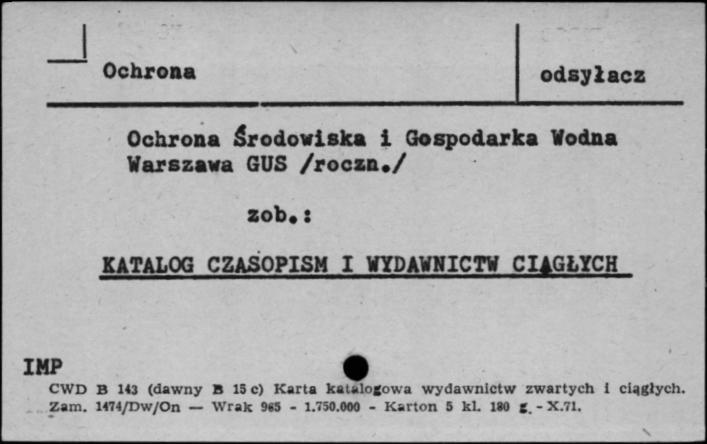 Ochrona odsyłacz
Ochrona Środowiska i Gospodarka Wodna
Warszawa GUS /roczn./
zob.:
KATALOG CZASOPISM I WYDAWNICTW CIĄGŁYCH
IMP
CWD B 143 (dawny B 15 c) Karta katalogowa wydawnictw zwartych i ciągłych.
Zam. 1474/Dw/On — Wrak 965 - 1.750.000 - Karton 5 kl. 180 g. - X.71.